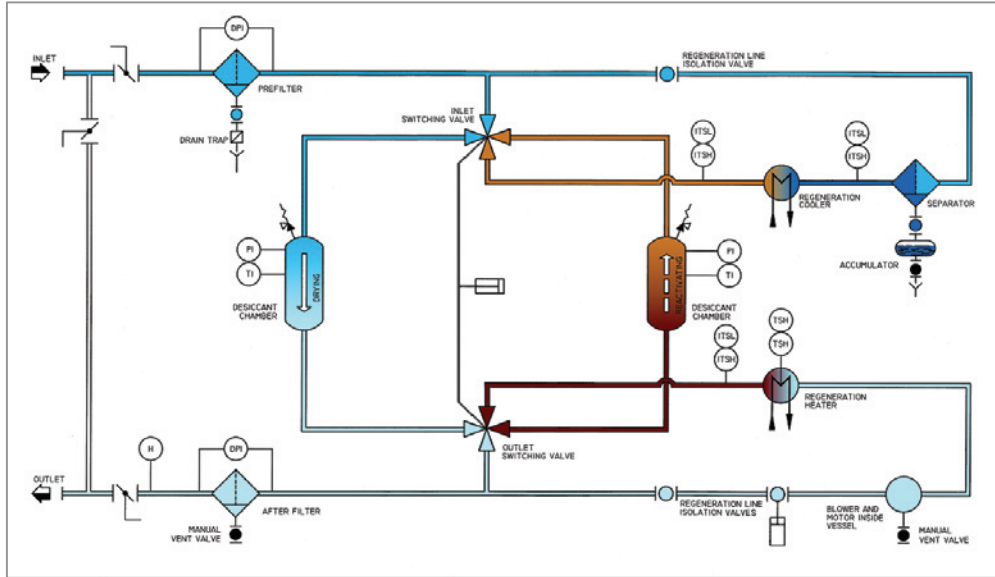 DPI
REGENERATION LINE
ISOLATION VALVE
INLET
PREFILTER
INLET
SWITCHING VALVE
DRAIN TRAP
ITSL
ITSH
ITSL
ITSH
REGENERATION
COOLER
SEPARATOR
PI
TI
DRYING
REACTIVATING
PI
TI
ACCUMULATOR
DESICCANT
CHAMBER
DESICCANT
CHAMBER
ITSL
ITSH
TSH
TSH
REGENERATION
HEATER
OUTLET
SWITCHING VALVE
H
DPI
OUTLET
AFTER FILTER
MANUAL
VENT VALVE
REGENERATION LINE
ISOLATION VALVES
BLOWER AND
MOTOR INSIDE
VESSEL
MANUAL
VENT VALVE